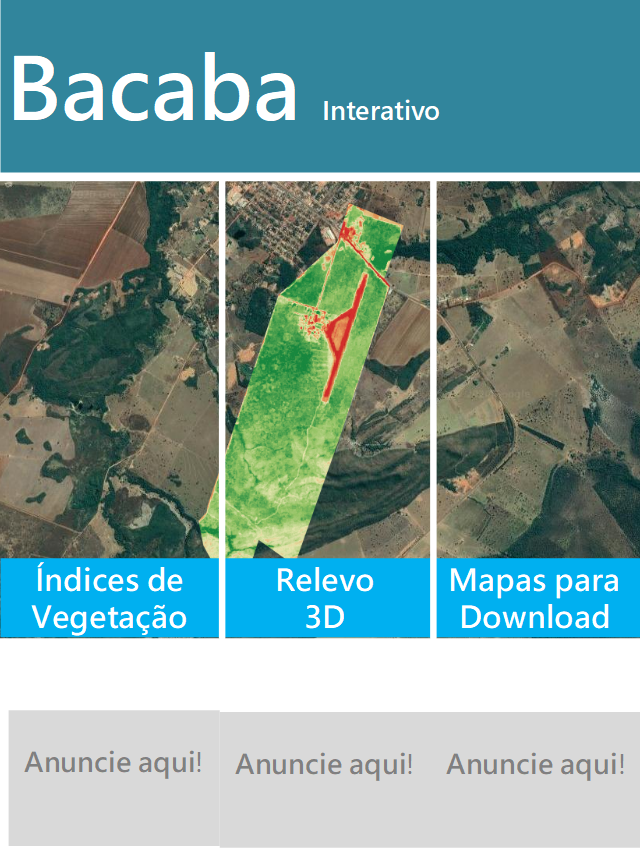 Bacaba Interativo
Índices de
Vegetação
Relevo
3D
Mapas para
Download
Anuncie aqui!
Anuncie aqui!
Anuncie aqui!